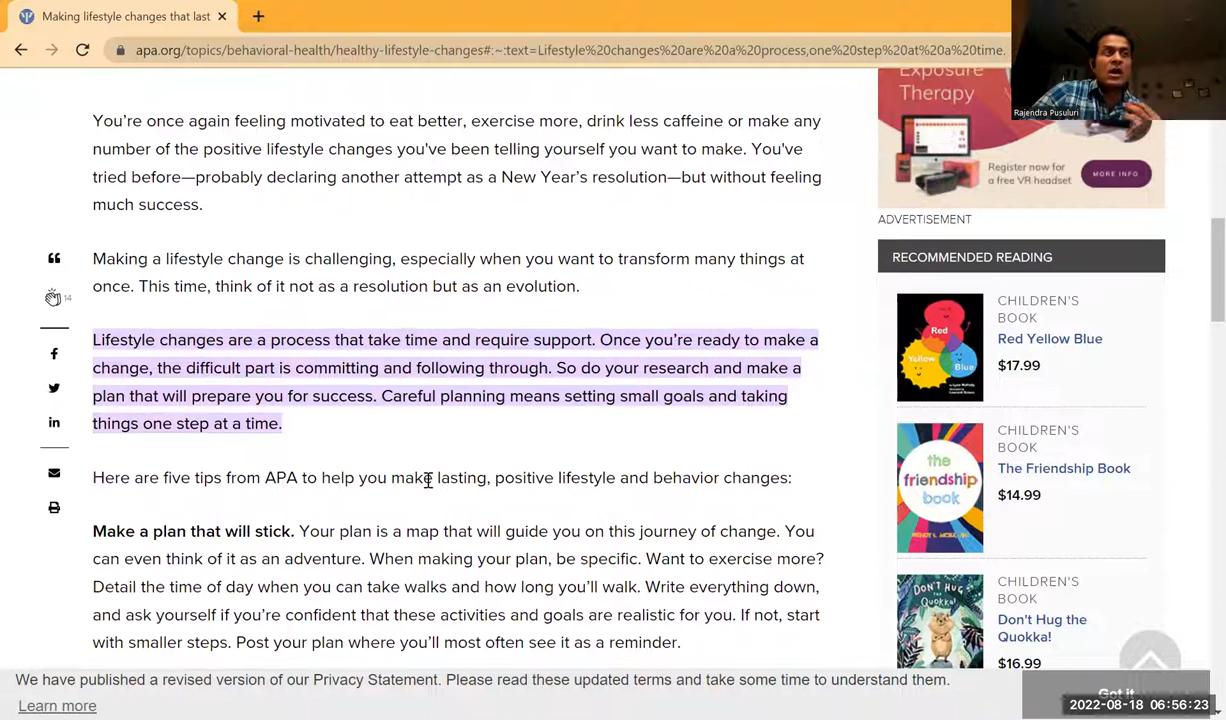 Making lifestyle changes that last
apa.org/topics/behavioral-health/healthy-lifestyle-changes#:~:text=Lifestyle%20changes%20are%20a%20process,one%20step%20at%20a%20time.
Rajendra Pusuluri
You’re once again feeling motivated to eat better, exercise more, drink less caffeine or make any
number of the positive lifestyle changes you've been telling yourself you want to make. You've
tried before—probably declaring another attempt as a New Year’s resolution—but without feeling
much success.
Making a lifestyle change is challenging, especially when you want to transform many things at
once. This time, think of it not as a resolution but as an evolution.
14
Lifestyle changes are a process that take time and require support. Once you’re ready to make a
change, the difficult part is committing and following through. So do your research and make a
plan that will prepare you for success. Careful planning means setting small goals and taking
things one step at a time.
Here are five tips from APA to help you make lasting, positive lifestyle and behavior changes:
Make a plan that will stick. Your plan is a map that will guide you on this journey of change. You
can even think of it as an adventure. When making your plan, be specific. Want to exercise more?
Detail the time of day when you can take walks and how long you’ll walk. Write everything down,
and ask yourself if you’re confident that these activities and goals are realistic for you. If not, start
with smaller steps. Post your plan where you’ll most often see it as a reminder.
Exposure
Therapy
Register now for
a free VR headset
MORE INFO
ADVERTISEMENT
RECOMMENDED READING
Red
Yellow
Blue
CHILDREN'S
BOOK
Red Yellow Blue
$17.99
the
friendship
book
CHILDREN'S
BOOK
The Friendship Book
$14.99
DON'T HUG
THE
QUOKKA!
CHILDREN'S
BOOK
Don't Hug the
Quokka!
$16.99
We have published a revised version of our Privacy Statement. Please read these updated terms and take some time to understand them.
Learn more
Got it
2022-08-18 06:56:23